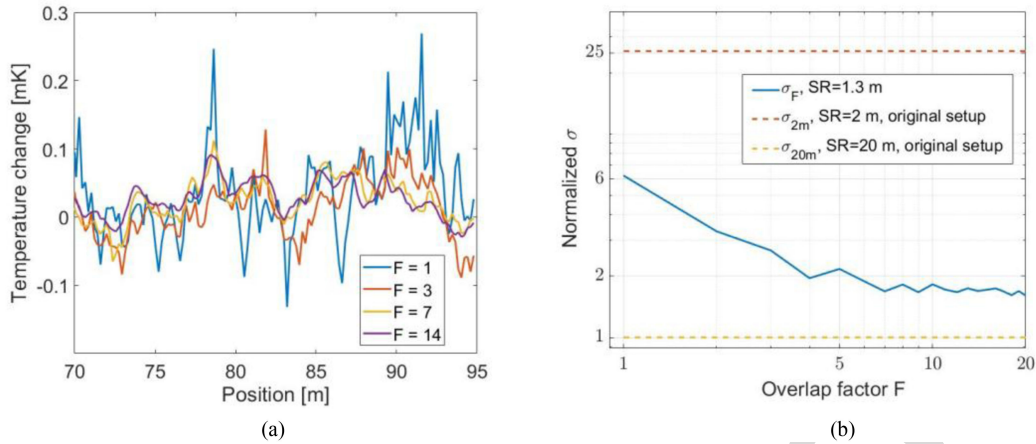 0.3
0.2
0.1
0
-0.1
Temperature change [mK]
F = 1
F = 3
F = 7
F = 14
70 75 80 85 90 95
Position [m]
(a)
25
6
2
1
Normalized σ
σF, SR=1.3 m
σ2m, SR=2 m, original setup
σ20m, SR=20 m, original setup
1 5 10 20
Overlap factor F
(b)